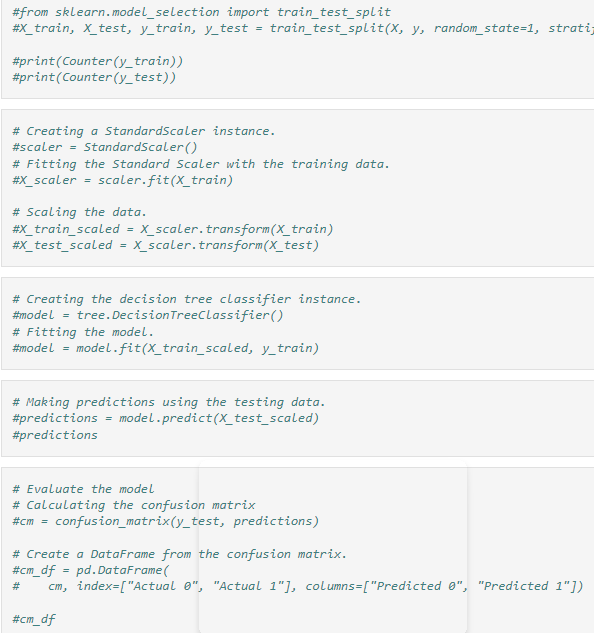 #from sklearn.model_selection import train_test_split
#X_train, X_test, y_train, y_test = train_test_split(X, y, random_state=1,
#print(Counter(y_train))
#print(Counter(y_test))
# Creating a StandardScaler instance.
#scaler = StandardScaler()
# Fitting the Standard Scaler with the training data.
#X_scaler = scaler.fit(X_train)
# Scaling the data.
#X_train_scaled = X_scaler.transform(X_train)
#X_test_scaled = X_scaler.transform(X_test)
# Creating the decision tree classifier instance.
#model = tree.DecisionTreeClassifier()
# Fitting the model.
#model = model.fit(X_train_scaled, y_train)
# Making predictions using the testing data.
#predictions = model.predict(X_test_scaled)
#predictions
# Evaluate the model
# Calculating the confusion matrix
#cm = confusion_matrix(y_test, predictions)
# Create a DataFrame from the confusion matrix.
#cm_df = pd.DataFrame(
#    cm, index=["Actual 0", "Actual 1"], columns=["Predicted 0", "Predicted 1"])
#cm_df